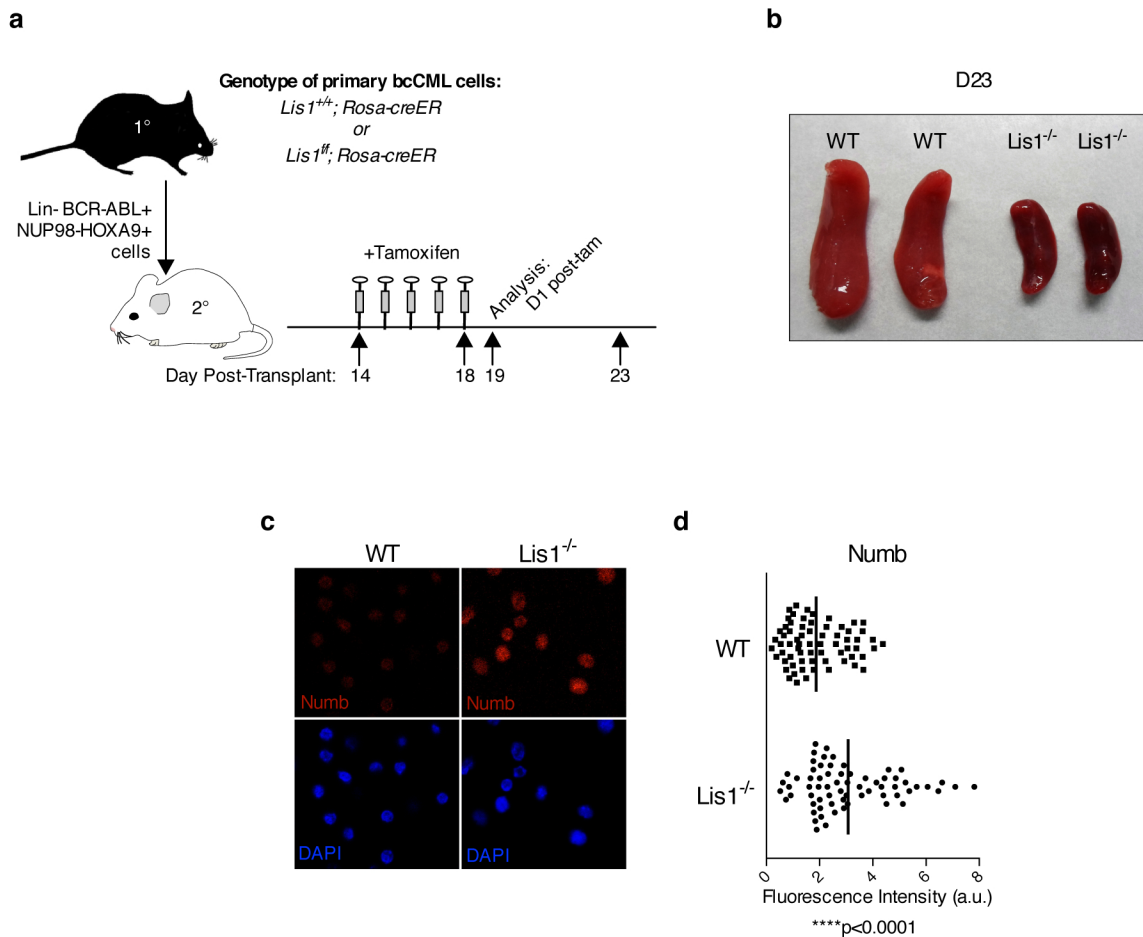 a
Genotype of primary bcCML cells:
Lis1+/+; Rosa-creER
or
Lis1f/f; Rosa-creER
1°
Lin- BCR-ABL+
NUP98-HOXA9+
cells
2°
+Tamoxifen
Analysis:
D1 post-tam
Day Post-Transplant: 14 18 19 23
b
D23
WT WT Lis1-/- Lis1-/-
c
WT Lis1-/-
Numb Numb
DAPI DAPI
d
Numb
WT
Lis1-/-
0 2 4 6 8
Fluorescence Intensity (a.u.)
****p<0.0001